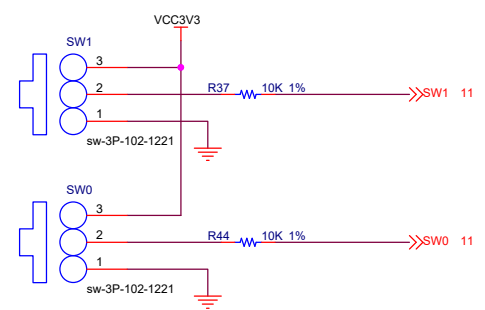 VCC3V3
SW1
3
R37 10K 1%
2
SW1 11
1
sw-3P-102-1221
SW0
3
R44 10K 1%
2
SW0 11
1
sw-3P-102-1221